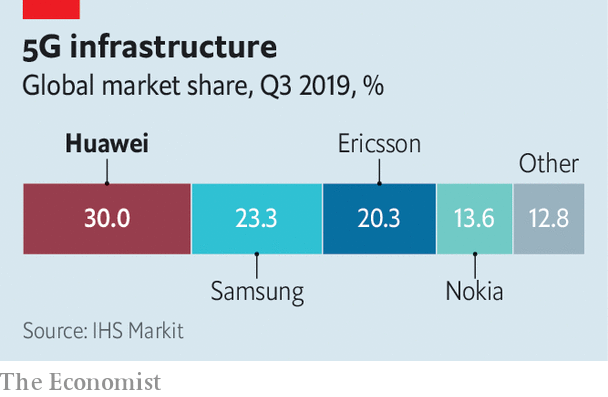 5G infrastructure
Global market share, Q3 2019, %
Huawei
Ericsson
Other
30.0
23.3
20.3
13.6
12.8
Samsung
Nokia
Source: IHS Markit
The Economist